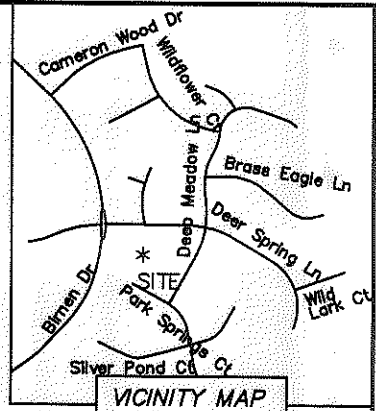 Cameron Wood Dr
Wildflower Ct
Deep Meadow Ln
Brass Eagle Ln
Deer Spring Ln
Wild
Lark Ct
*
SITE
Birnen Dr
Park Springs Ct
Silver Pond Ct
VICINITY MAP